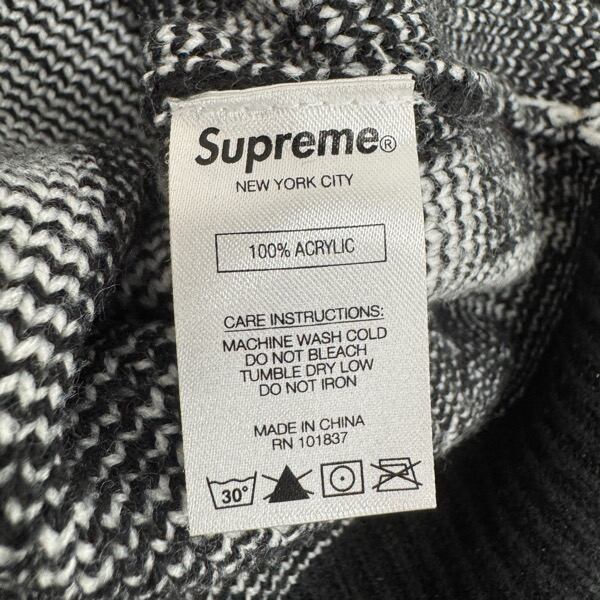 Supreme®
NEW YORK CITY
100% ACRYLIC
CARE INSTRUCTIONS:
MACHINE WASH COLD
DO NOT BLEACH
TUMBLE DRY LOW
DO NOT IRON
MADE IN CHINA
RN 101837
30°